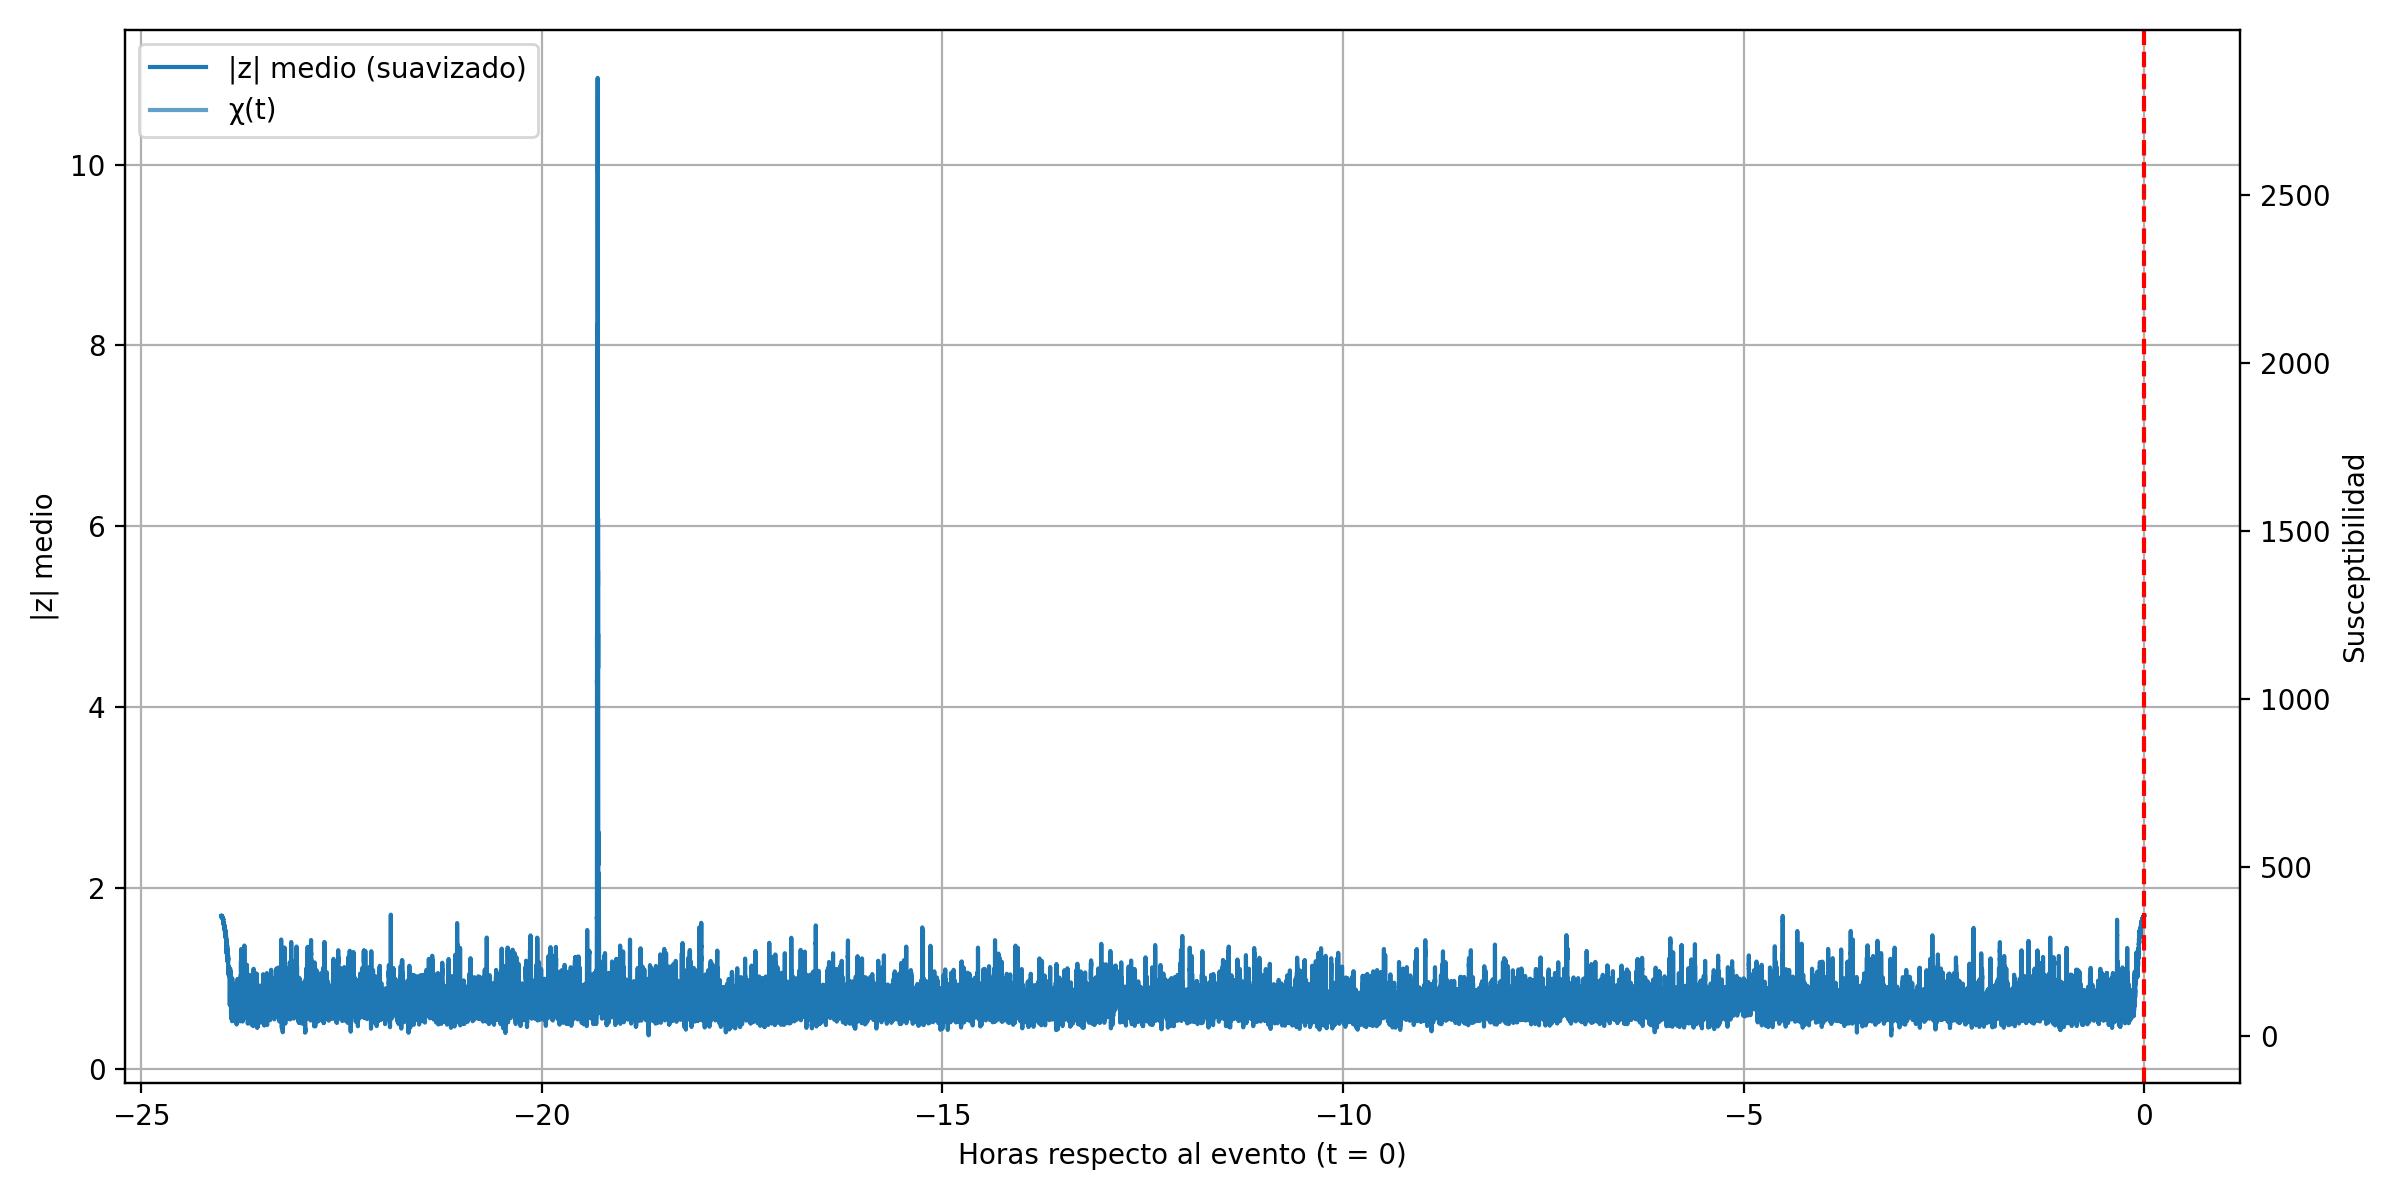 |z| medio (suavizado)
χ(t)
10
8
6
4
2
0
|z| medio
2500
2000
1500
1000
500
0
Susceptibilidad
−25 −20 −15 −10 −5 0
Horas respecto al evento (t = 0)